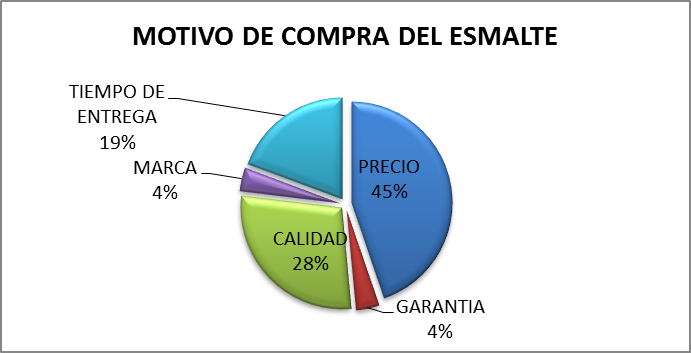 MOTIVO DE COMPRA DEL ESMALTE
TIEMPO DE
ENTREGA
19%
MARCA
4%
PRECIO
45%
CALIDAD
28%
GARANTIA
4%